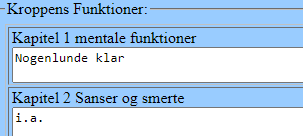 Kroppens Funktioner:
Kapitel 1 mentale funktioner
Nogenlunde klar
Kapitel 2 Sanser og smerte
i.a.